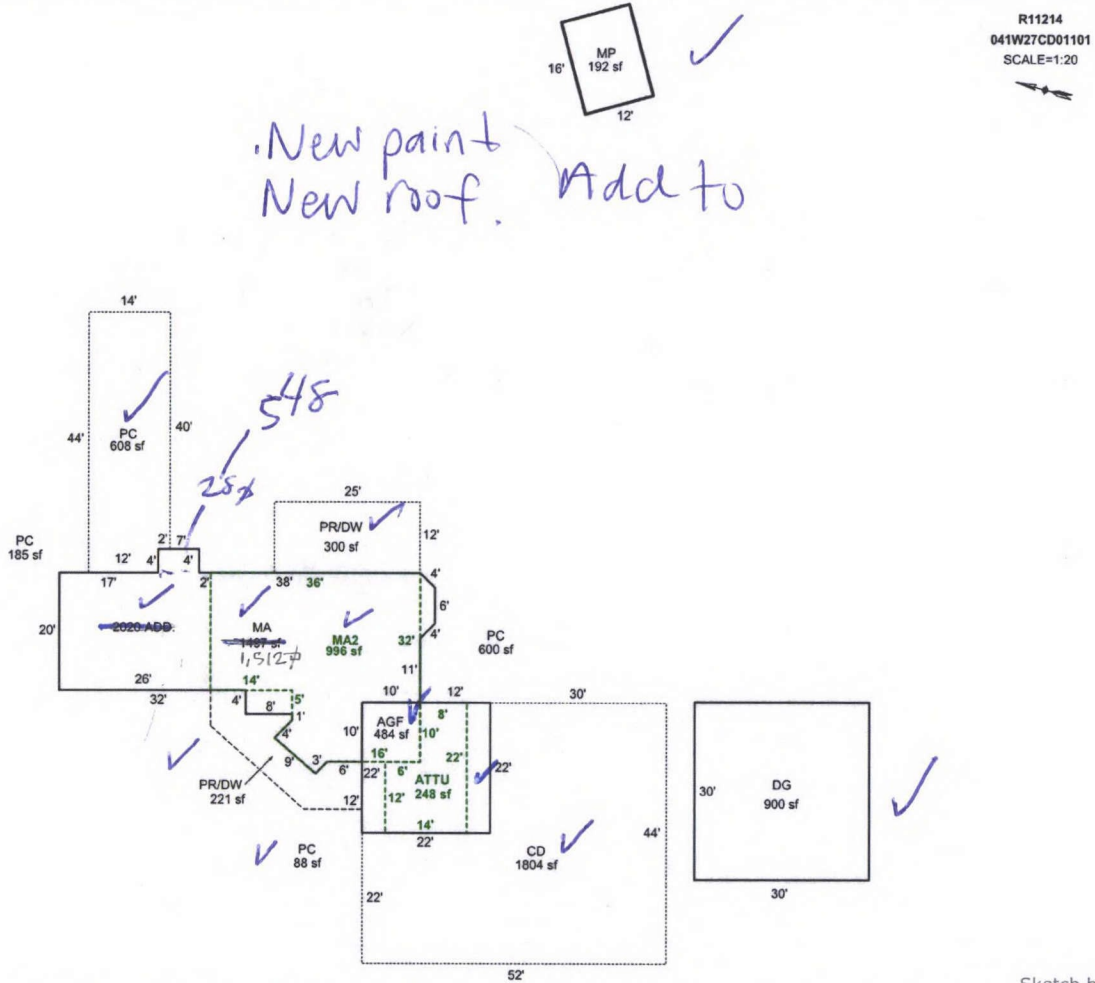 R11214
041W27CD01101
SCALE=1:20
MP
192 sf
16'
12'
.New paint
New roof.
Add to
14'
PC
608 sf
44'
40'
548
25'
PR/DW
300 sf
12'
PC
185 sf
2'
7'
12'
4'
4'
17'
2'
38'
36'
4'
6'
4'
20'
2020 ADD.
MA
1487 sf
1,512
MA2
996 sf
32'
PC
600 sf
11'
26'
32'
14'
4'
8'
5'
1'
4'
9'
3'
6'
10'
12'
30'
10'
AGF
484 sf
8'
10'
16'
6'
22'
22'
22'
ATTU
248 sf
12'
12'
14'
22'
PR/DW
221 sf
PC
88 sf
CD
1804 sf
44'
22'
52'
DG
900 sf
30'
30'